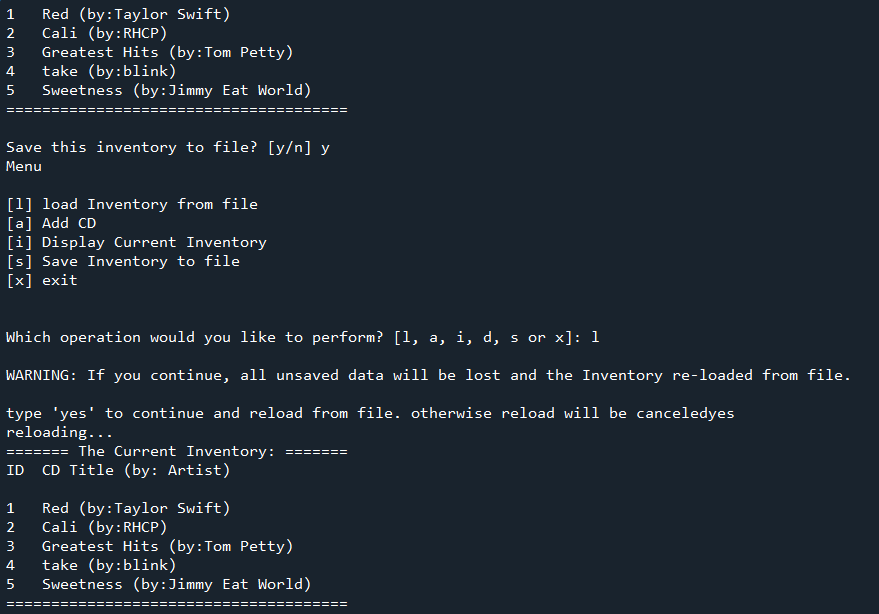 1   Red (by:Taylor Swift)
2   Cali (by:RHCP)
3   Greatest Hits (by:Tom Petty)
4   take (by:blink)
5   Sweetness (by:Jimmy Eat World)
======================================
Save this inventory to file? [y/n] y
Menu
[l] load Inventory from file
[a] Add CD
[i] Display Current Inventory
[s] Save Inventory to file
[x] exit
Which operation would you like to perform? [l, a, i, d, s or x]: l
WARNING: If you continue, all unsaved data will be lost and the Inventory re-loaded from file.
type 'yes' to continue and reload from file. otherwise reload will be canceledyes
reloading...
======= The Current Inventory: =======
ID  CD Title (by: Artist)
1   Red (by:Taylor Swift)
2   Cali (by:RHCP)
3   Greatest Hits (by:Tom Petty)
4   take (by:blink)
5   Sweetness (by:Jimmy Eat World)
======================================